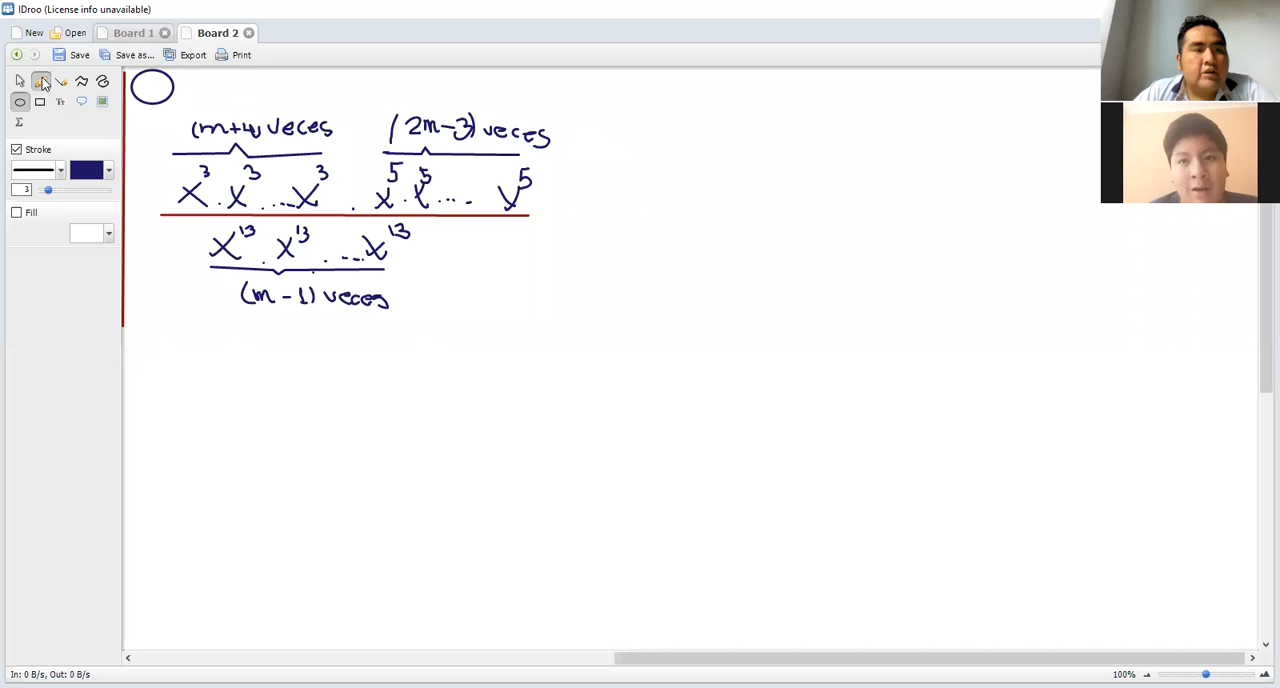 IDroo (License info unavailable)
New Open Board 1 Board 2
Save Save as... Export Print
Tt
Σ
Stroke
3
Fill
(m+4) veces (2m-3) veces
x³ . x³ .... x³ . x⁵ . x⁵ .... x⁵
x¹³ . x¹³ . ... x¹³
(m - 1) veces
In: 0 B/s, Out: 0 B/s 100%